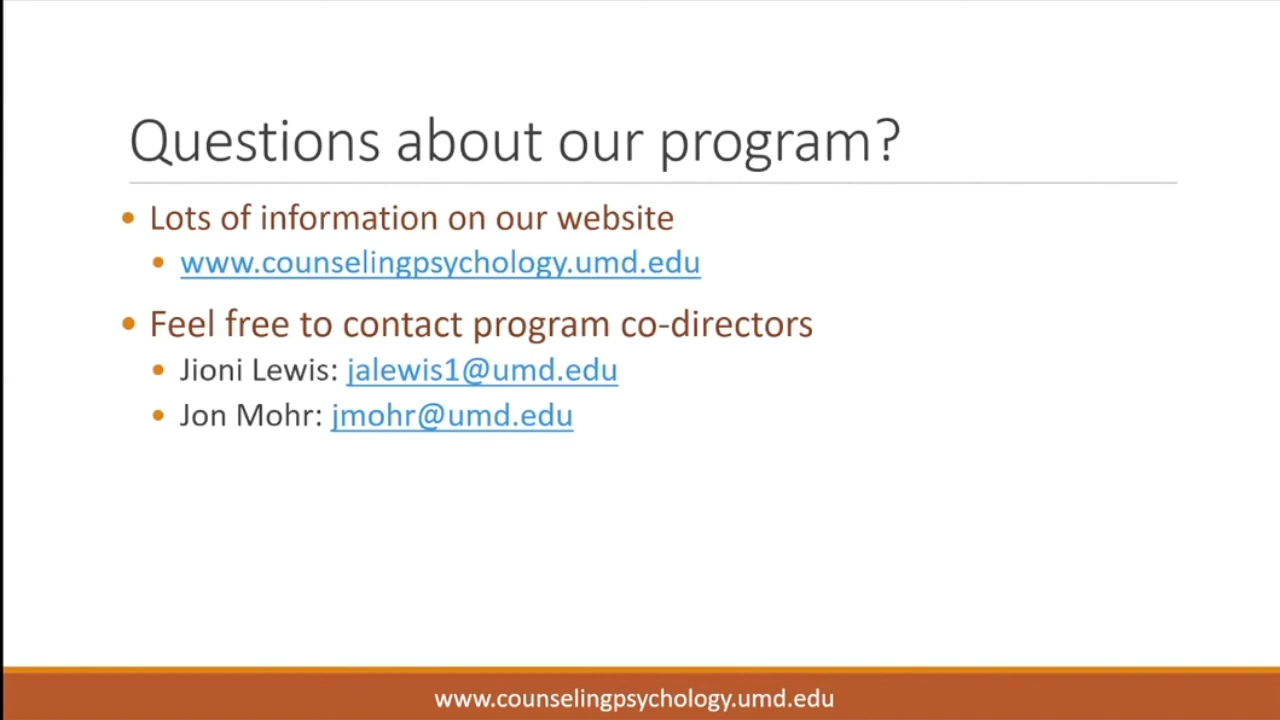 Questions about our program?
• Lots of information on our website
• www.counselingpsychology.umd.edu
• Feel free to contact program co-directors
• Jioni Lewis: jalewis1@umd.edu
• Jon Mohr: jmohr@umd.edu
www.counselingpsychology.umd.edu